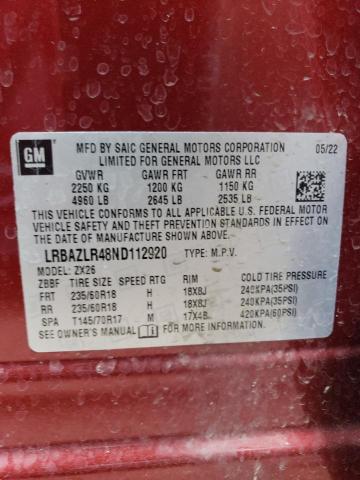 GM
MFD BY SAIC GENERAL MOTORS CORPORATION 05/22
LIMITED FOR GENERAL MOTORS LLC
GVWR GAWR FRT GAWR RR
2250 KG 1200 KG 1150 KG
4960 LB 2645 LB 2535 LB
THIS VEHICLE CONFORMS TO ALL APPLICABLE U.S. FEDERAL MOTOR
VEHICLE SAFETY AND THEFT PREVENTION STANDARDS IN EFFECT ON THE
DATE OF MANUFACTURE SHOWN ABOVE.
LRBAZLR48ND112920 TYPE: M.P.V.
MODEL: ZX26
ZBBF TIRE SIZE SPEED RTG RIM COLD TIRE PRESSURE
FRT 235/60R18 H 18X8J 240KPA(35PSI)
RR 235/60R18 H 18X8J 240KPA(35PSI)
SPA T145/70R17 M 17X4B 420KPA(60PSI)
SEE OWNER'S MANUAL FOR ADDITIONAL INFORMATION.